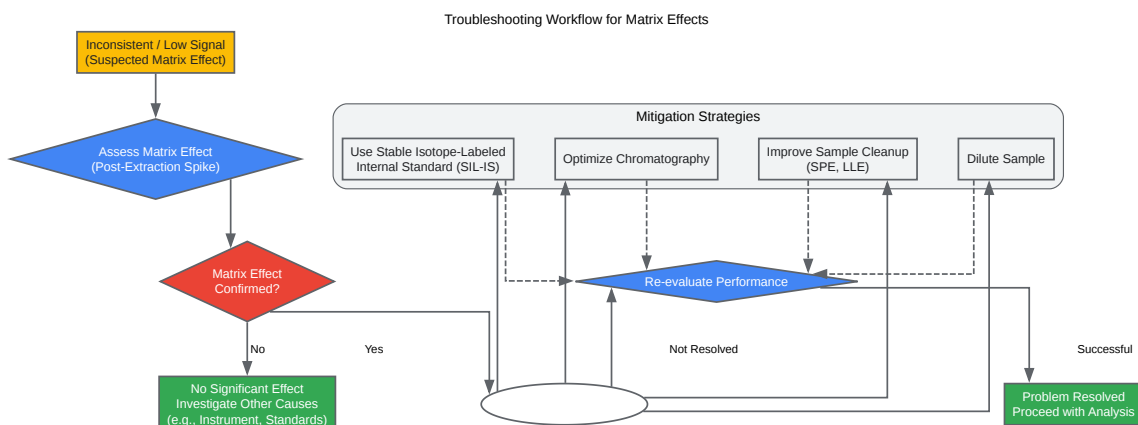 Troubleshooting Workflow for Matrix Effects
Inconsistent / Low Signal
(Suspected Matrix Effect)
Mitigation Strategies
Assess Matrix Effect
(Post-Extraction Spike)
Use Stable Isotope-Labeled
Internal Standard (SIL-IS)
Optimize Chromatography
Improve Sample Cleanup
(SPE, LLE)
Dilute Sample
Matrix Effect
Confirmed?
Re-evaluate Performance
No
Yes
Not Resolved
Successful
No Significant Effect
Investigate Other Causes
(e.g., Instrument, Standards)
Problem Resolved
Proceed with Analysis